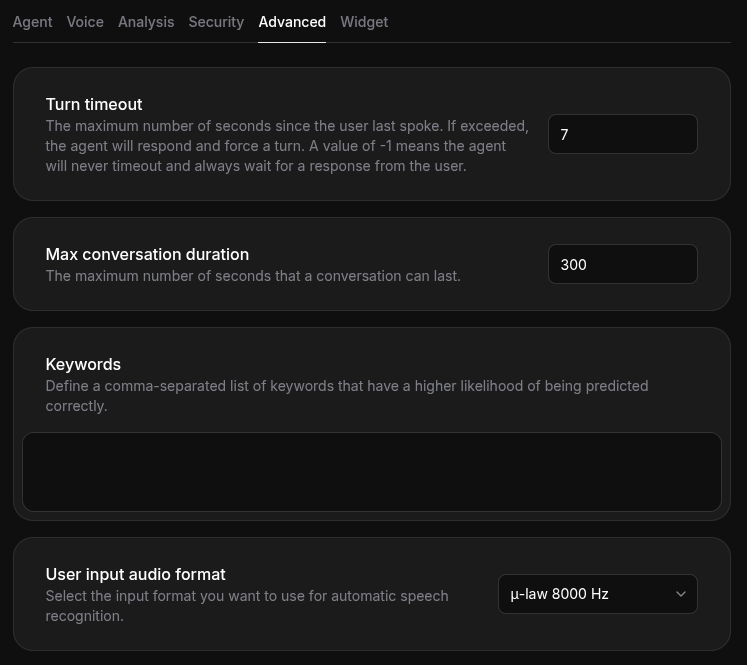 Agent Voice Analysis Security Advanced Widget
Turn timeout
The maximum number of seconds since the user last spoke. If exceeded,
the agent will respond and force a turn. A value of -1 means the agent
will never timeout and always wait for a response from the user.
7
Max conversation duration
The maximum number of seconds that a conversation can last.
300
Keywords
Define a comma-separated list of keywords that have a higher likelihood of being predicted
correctly.
User input audio format
Select the input format you want to use for automatic speech
recognition.
μ-law 8000 Hz